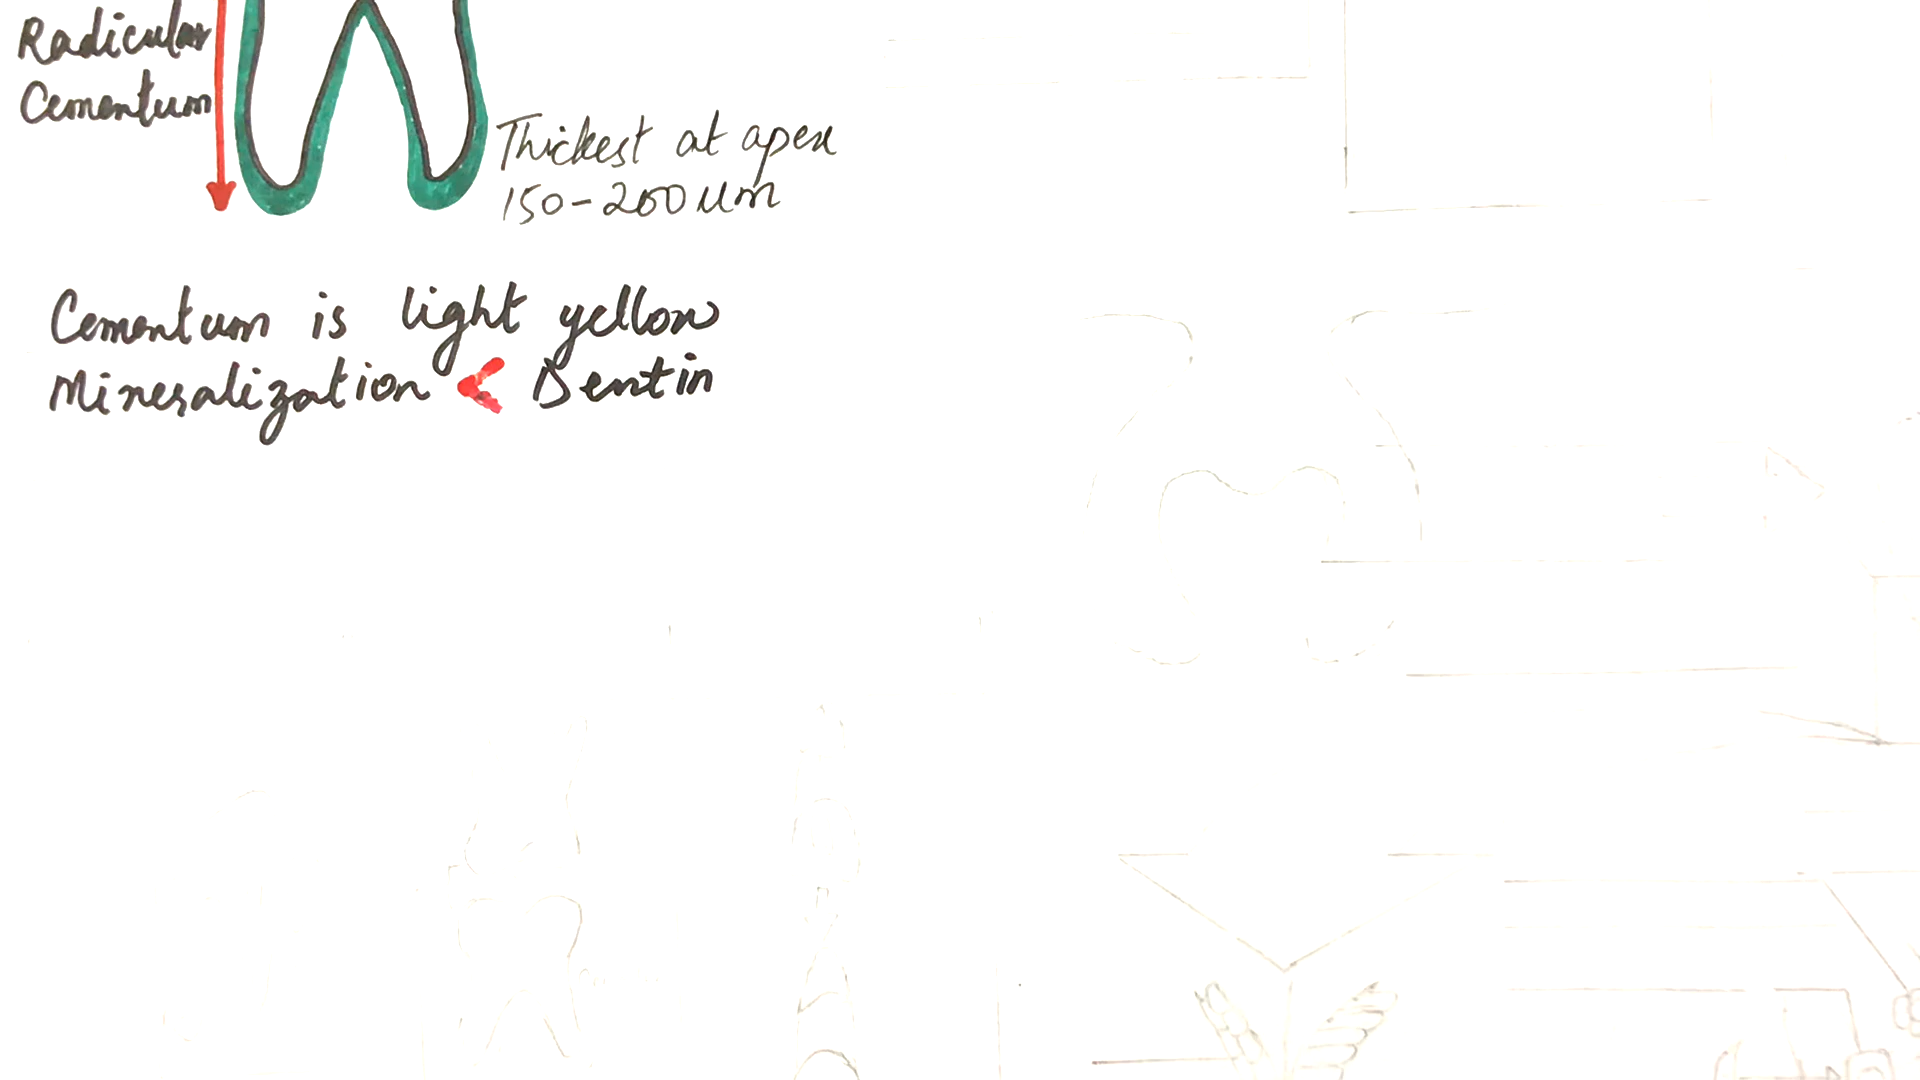 Radicular
Cementum
Thickest at apex
150-200 um
Cementum is light yellow
Mineralization < Dentin